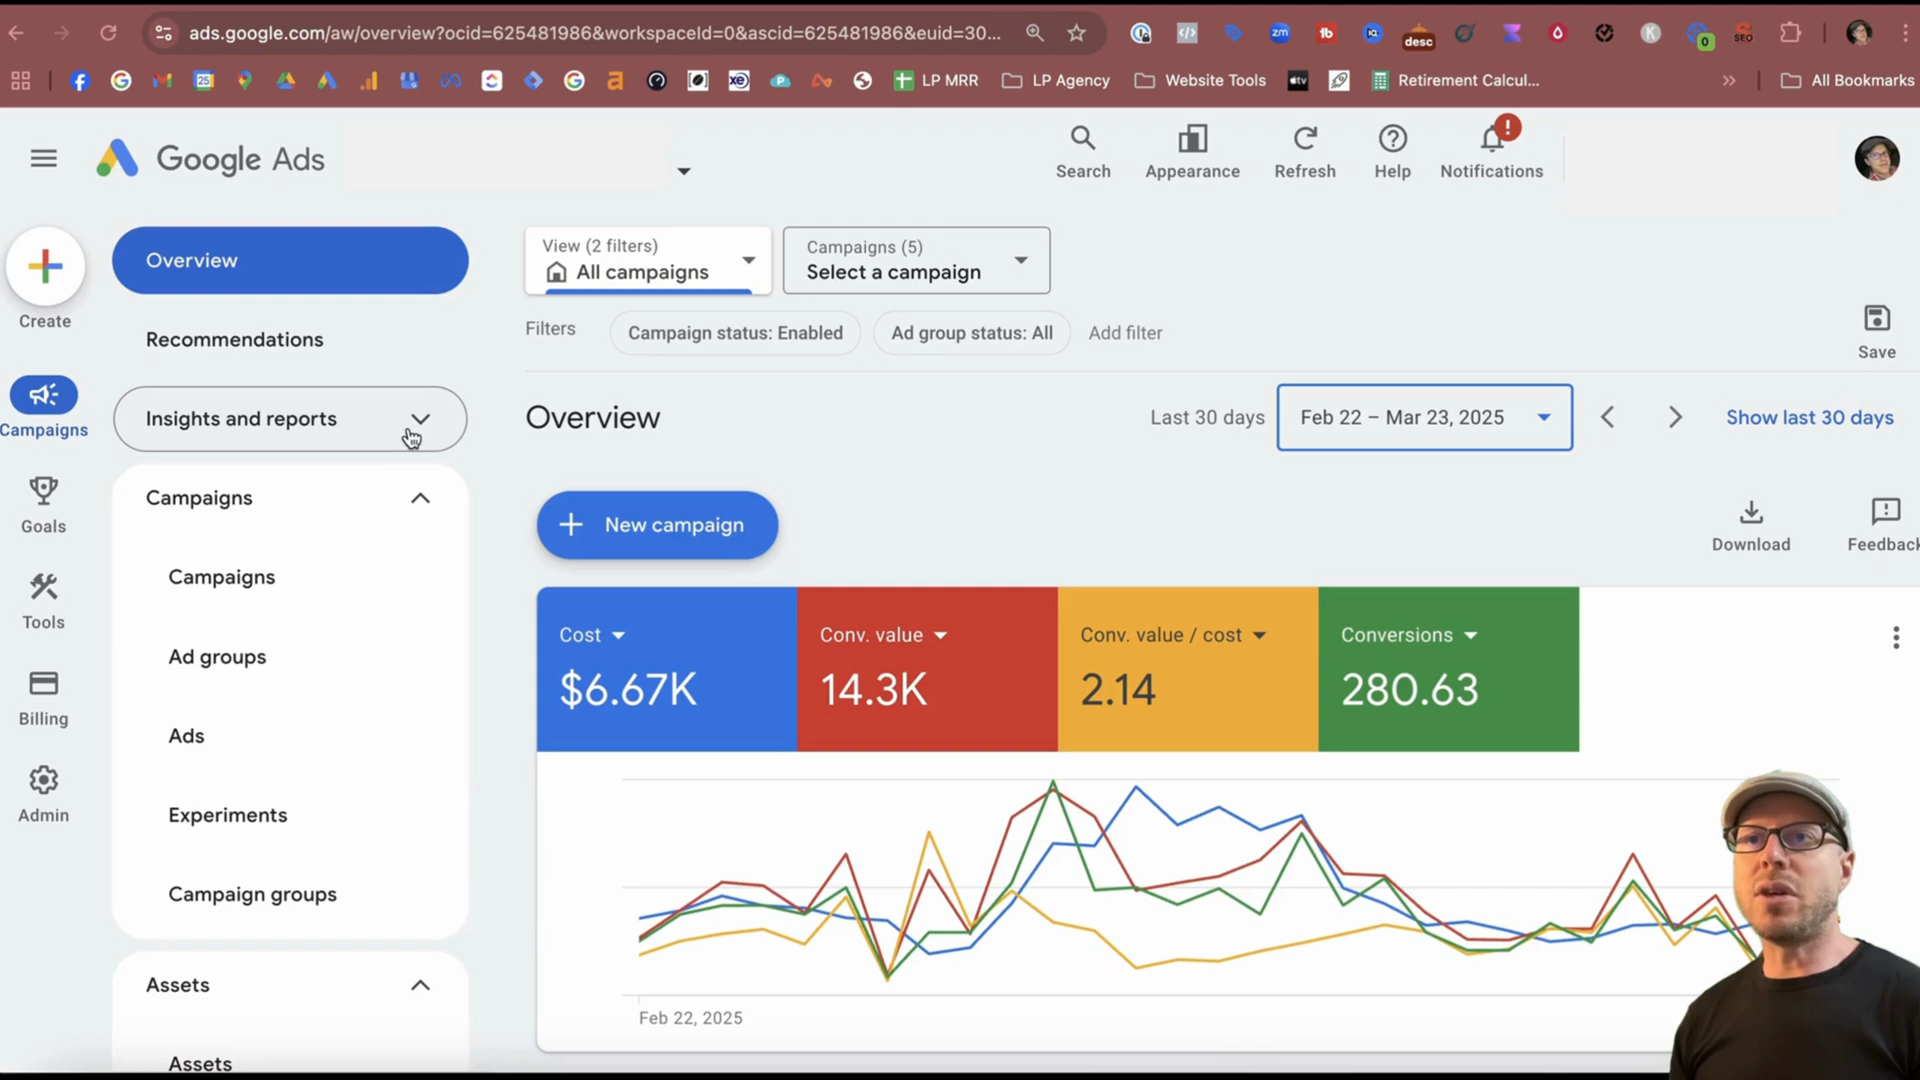 ads.google.com/aw/overview?ocid=625481986&workspaceId=0&ascid=625481986&euid=30...
desc
0
SEO
LP MRR
LP Agency
Website Tools
Retirement Calcul...
All Bookmarks
Google Ads
Search
Appearance
Refresh
Help
Notifications
Create
Campaigns
Goals
Tools
Billing
Admin
Overview
Recommendations
Insights and reports
Campaigns
Campaigns
Ad groups
Ads
Experiments
Campaign groups
Assets
Assets
View (2 filters)
All campaigns
Campaigns (5)
Select a campaign
Filters
Campaign status: Enabled
Ad group status: All
Add filter
Save
Overview
Last 30 days
Feb 22 – Mar 23, 2025
Show last 30 days
New campaign
Download
Feedback
Cost
$6.67K
Conv. value
14.3K
Conv. value / cost
2.14
Conversions
280.63
Feb 22, 2025